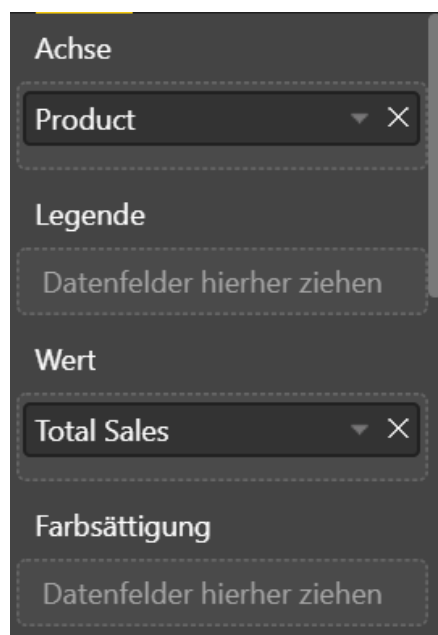 Achse
Product
Legende
Datenfelder hierher ziehen
Wert
Total Sales
Farbsättigung
Datenfelder hierher ziehen